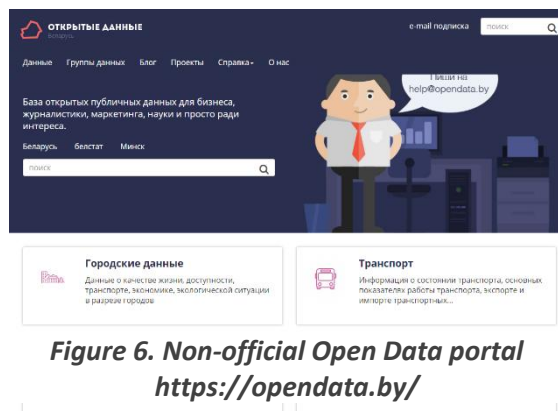 ОТКРЫТЫЕ ДАННЫЕ
Беларусь
e-mail подписка
поиск
Данные Группы данных Блог Проекты Справка О нас
Пиши на
help@opendata.by
База открытых публичных данных для бизнеса,
журналистики, маркетинга, науки и просто ради
интереса.
Беларусь белстат Минск
поиск
Городские данные
Данные о качестве жизни, доступности,
транспорте, экономике, экологической ситуации
в разрезе городов
Транспорт
Информация о состоянии транспорта, основных
показателях работы транспорта, экспорте и
импорте транспортных...
Figure 6. Non-official Open Data portal
https://opendata.by/